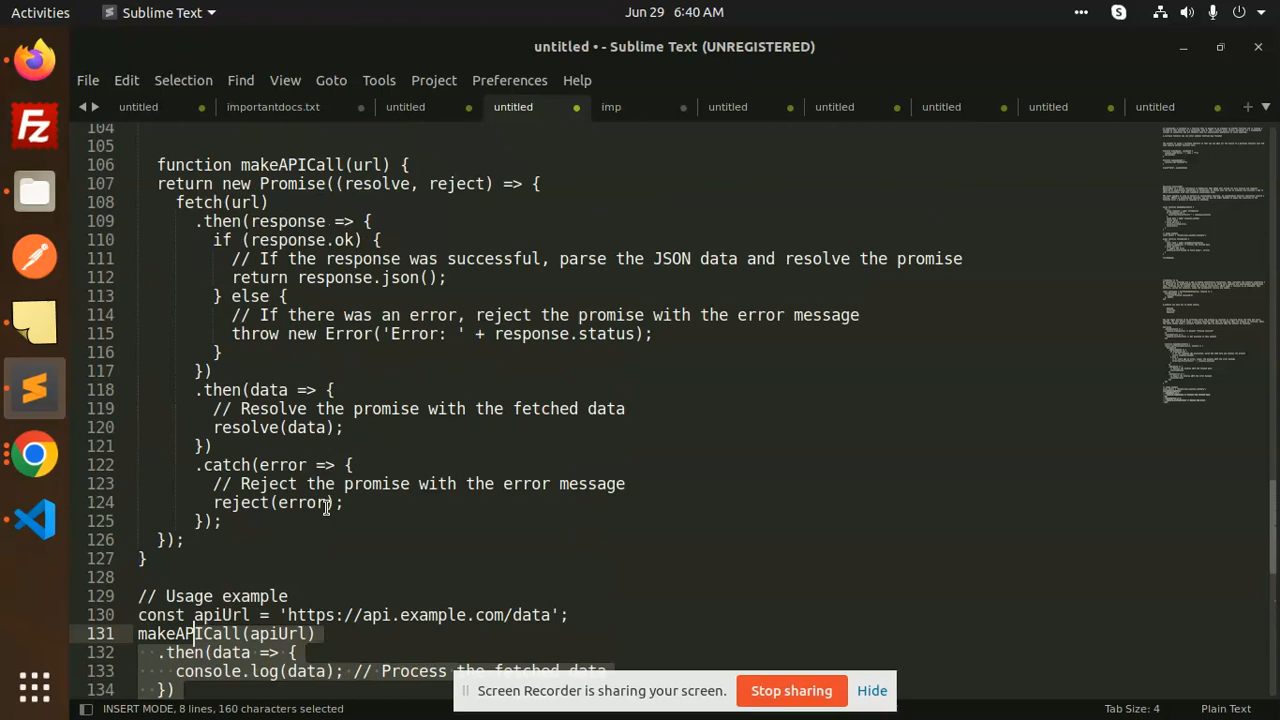 Activities
Sublime Text
Jun 29 6:40 AM
untitled • - Sublime Text (UNREGISTERED)
File Edit Selection Find View Goto Tools Project Preferences Help
untitled importantdocs.txt untitled untitled imp untitled untitled untitled untitled untitled
104
105
106 function makeAPICall(url) {
107 return new Promise((resolve, reject) => {
108 fetch(url)
109 .then(response => {
110 if (response.ok) {
111 // If the response was successful, parse the JSON data and resolve the promise
112 return response.json();
113 } else {
114 // If there was an error, reject the promise with the error message
115 throw new Error('Error: ' + response.status);
116 }
117 })
118 .then(data => {
119 // Resolve the promise with the fetched data
120 resolve(data);
121 })
122 .catch(error => {
123 // Reject the promise with the error message
124 reject(error);
125 });
126 });
127 }
128
129 // Usage example
130 const apiUrl = 'https://api.example.com/data';
131 makeAPICall(apiUrl)
132 .then(data => {
133 console.log(data); // Process the fetched data
134 })
Screen Recorder is sharing your screen. Stop sharing Hide
INSERT MODE, 8 lines, 160 characters selected
Tab Size: 4
Plain Text